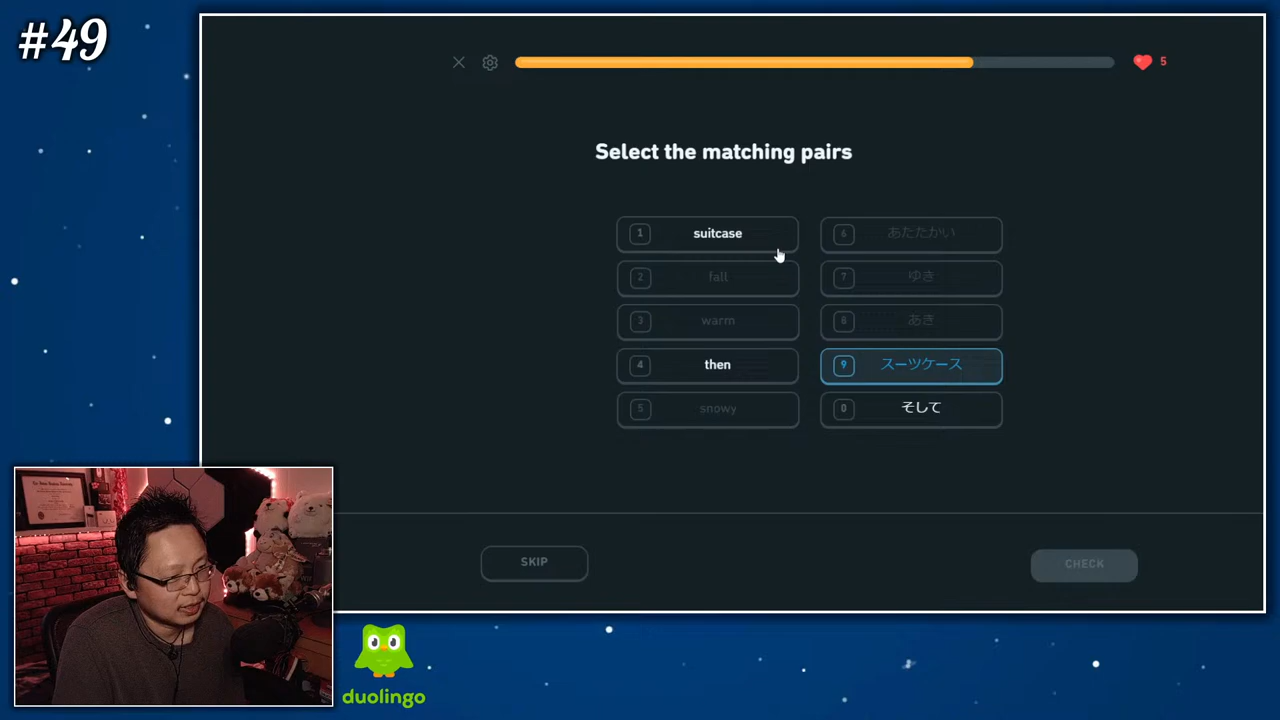 #49
5
Select the matching pairs
1 suitcase
6 あたたかい
2 fall
7 ゆき
3 warm
8 あき
4 then
9 スーツケース
5 snowy
0 そして
SKIP
CHECK
duolingo